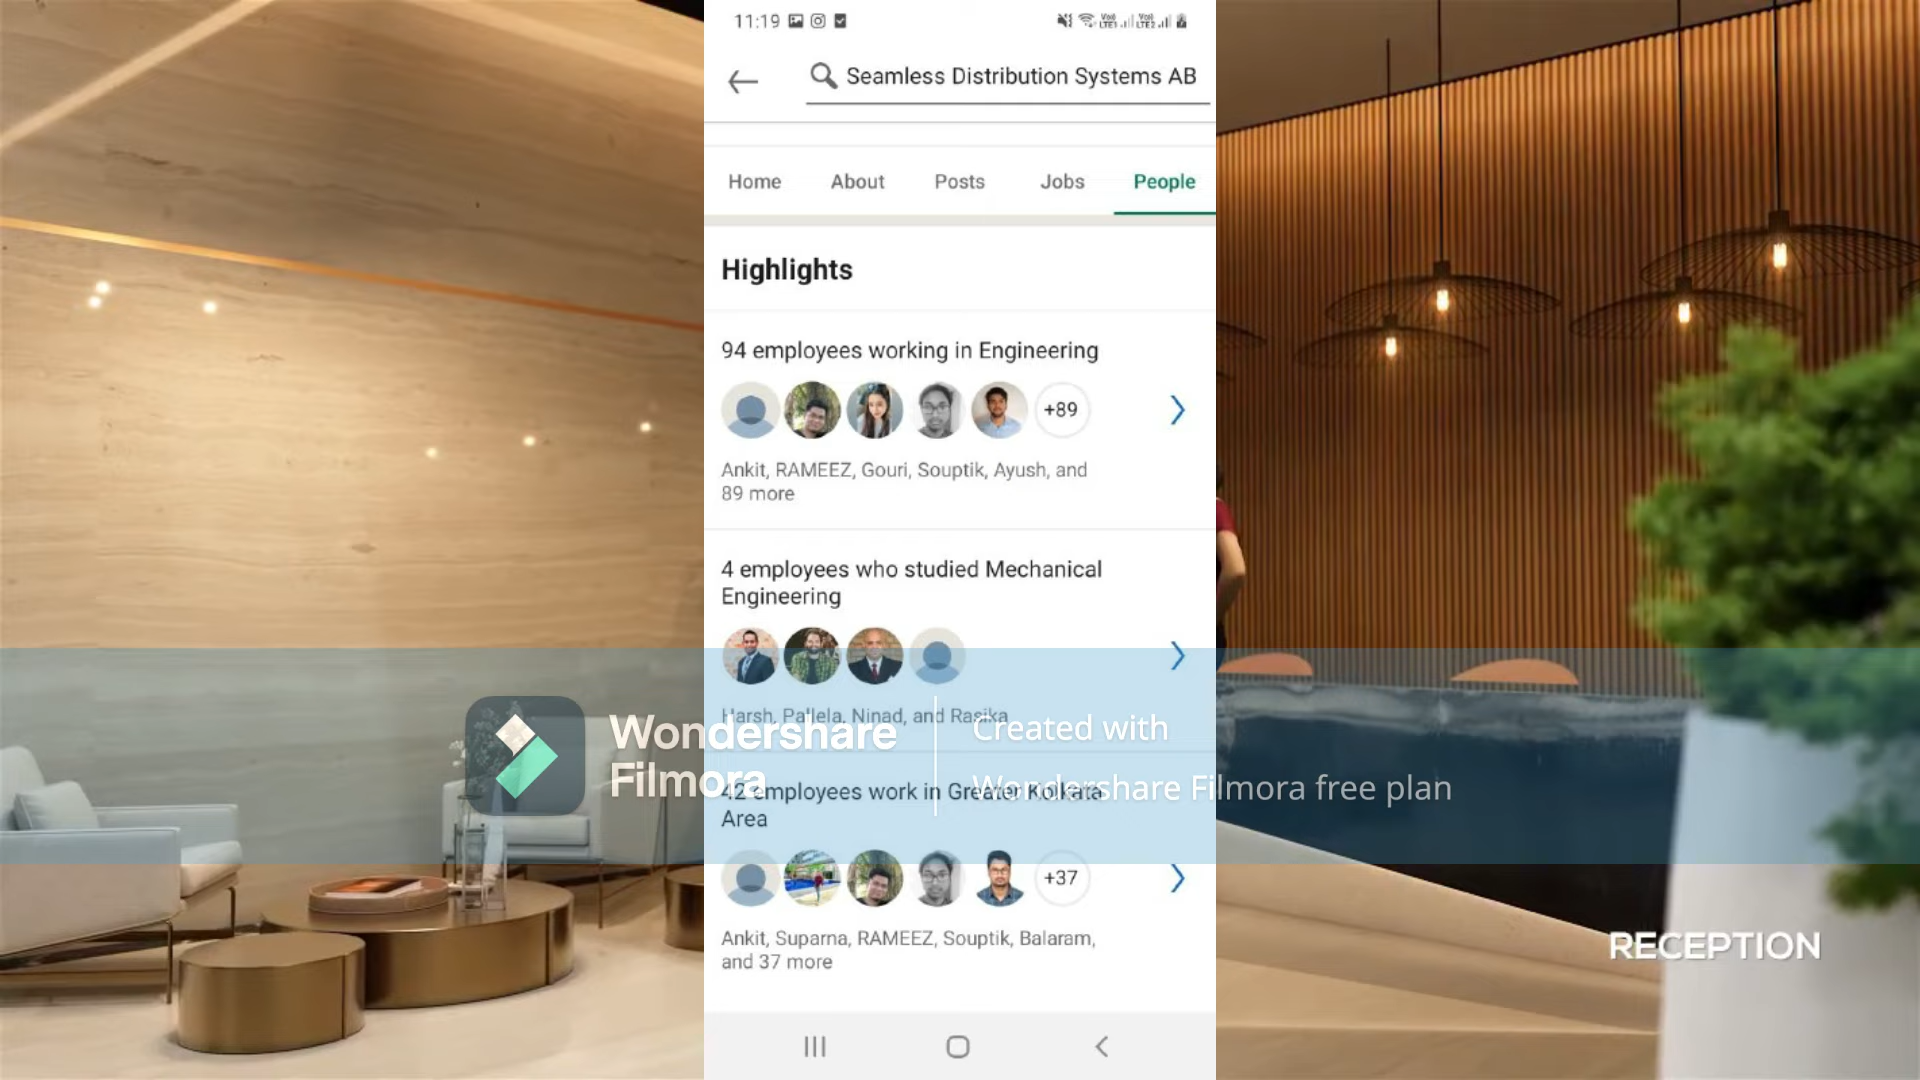 11:19
Seamless Distribution Systems AB
Home About Posts Jobs People
Highlights
94 employees working in Engineering
+89
Ankit, RAMEEZ, Gouri, Souptik, Ayush, and
89 more
4 employees who studied Mechanical
Engineering
Harsh, Pallela, Ninad, and Rasika
Wondershare
Filmora
Created with
Wondershare Filmora free plan
42 employees work in Greater Kolkata
Area
+37
Ankit, Suparna, RAMEEZ, Souptik, Balaram,
and 37 more
RECEPTION